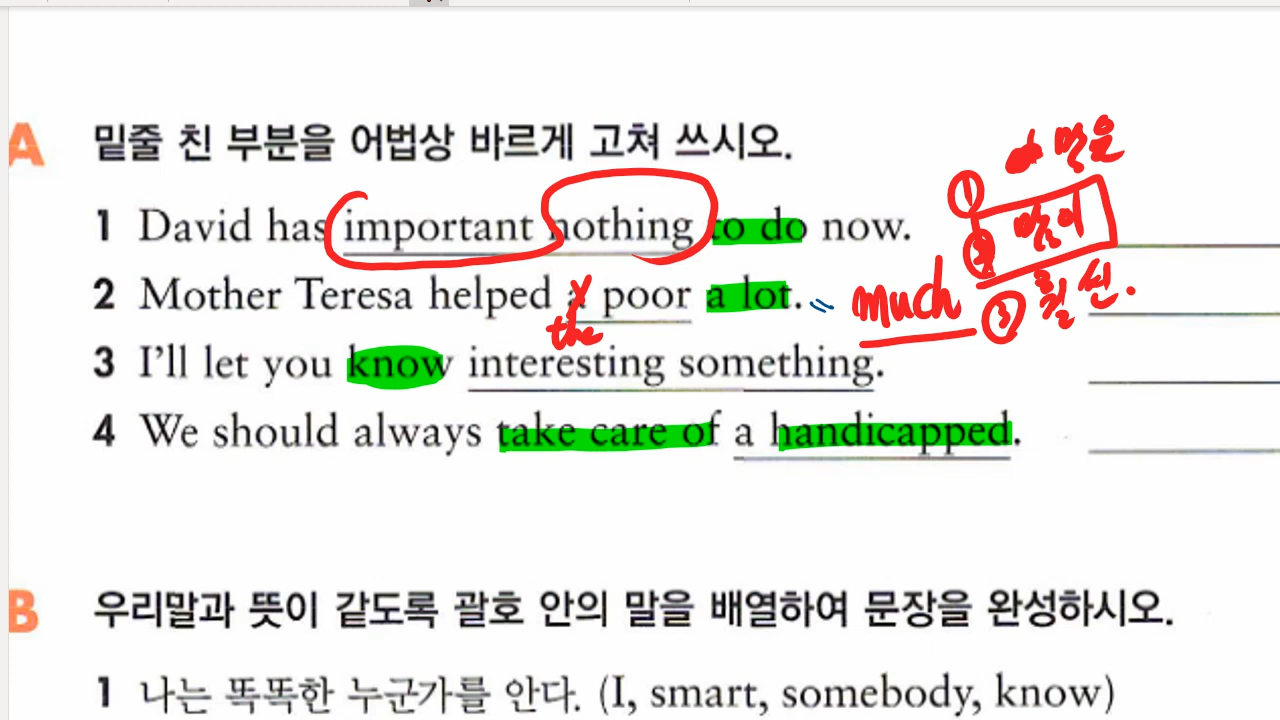 A 밑줄 친 부분을 어법상 바르게 고쳐 쓰시오.
① 많은
1 David has important nothing to do now.
② 많이
2 Mother Teresa helped a poor a lot. = much ③ 훨씬.
the
3 I'll let you know interesting something.
4 We should always take care of a handicapped.
B 우리말과 뜻이 같도록 괄호 안의 말을 배열하여 문장을 완성하시오.
1 나는 똑똑한 누군가를 안다. (I, smart, somebody, know)